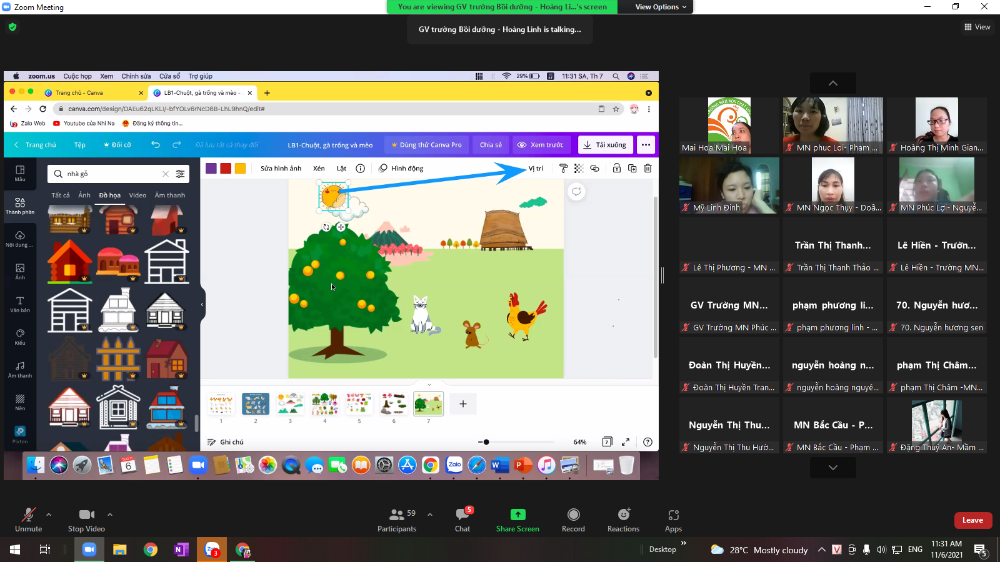 Zoom Meeting
You are viewing GV trường Bồi dưỡng - Hoàng Li...'s screen
View Options
GV trường Bồi dưỡng - Hoàng Linh is talking...
View
zoom.us Cuộc họp Xem Chỉnh sửa Cửa sổ Trợ giúp
29% 11:31 SA, Th 7
Trang chủ - Canva
LB1-Chuột, gà trống và mèo -
canva.com/design/DAEu62qLKLI/-bfYOLv6rNcD6B-LhL9hnQ/edit#
Zalo Web Youtube của Nhi Na Đăng ký thông tin...
Trang chủ Tệp Đổi cỡ Đã lưu tất cả thay đổi LB1-Chuột, gà trống và mèo Dùng thử Canva Pro Chia sẻ Xem trước Tải xuống
Mẫu
Thành phần
Nội dung ...
Ảnh
Văn bản
Kiểu
Âm thanh
Nền
Pixton
nhà gỗ
Tất cả Ảnh Đồ họa Video Âm thanh
Sửa hình ảnh Xén Lật Hình động Vị trí
1 2 3 4 5 6 7
Ghi chú
64%
7
THG 11
6
Mai Hoa Mai Hoa
MN phuc Loi- Pham ...
Hoàng Thị Minh Gian...
Mỹ Linh Đinh
MN Ngọc Thụy - Doã...
MN Phúc Lợi- Nguyễ...
Lê Thị Phương - MN ...
Trần Thị Thanh...
Trần Thị Thanh Thảo ...
Lê Hiền - Trườn...
Lê Hiền - Trường MN...
GV Trường MN...
GV Trường MN Phúc ...
phạm phương li...
phạm phương linh - ...
70. Nguyễn hươ...
70. Nguyễn hương sen
Đoàn Thị Huyền...
Đoàn Thị Huyền Tran...
nguyễn hoàng n...
nguyễn hoàng nguyê...
phạm Thị Châm...
phạm Thị Châm -MN...
Nguyễn Thị Thu...
Nguyễn Thị Thu Hườ...
MN Bắc Cầu - P...
MN Bắc Cầu - Phạm ...
Đặng Thuý An- Mầm ...
Unmute
Stop Video
59
Participants
5
Chat
Share Screen
Record
Reactions
Apps
Leave
3
Desktop
28°C Mostly cloudy
ENG
11:31 AM
11/6/2021
5